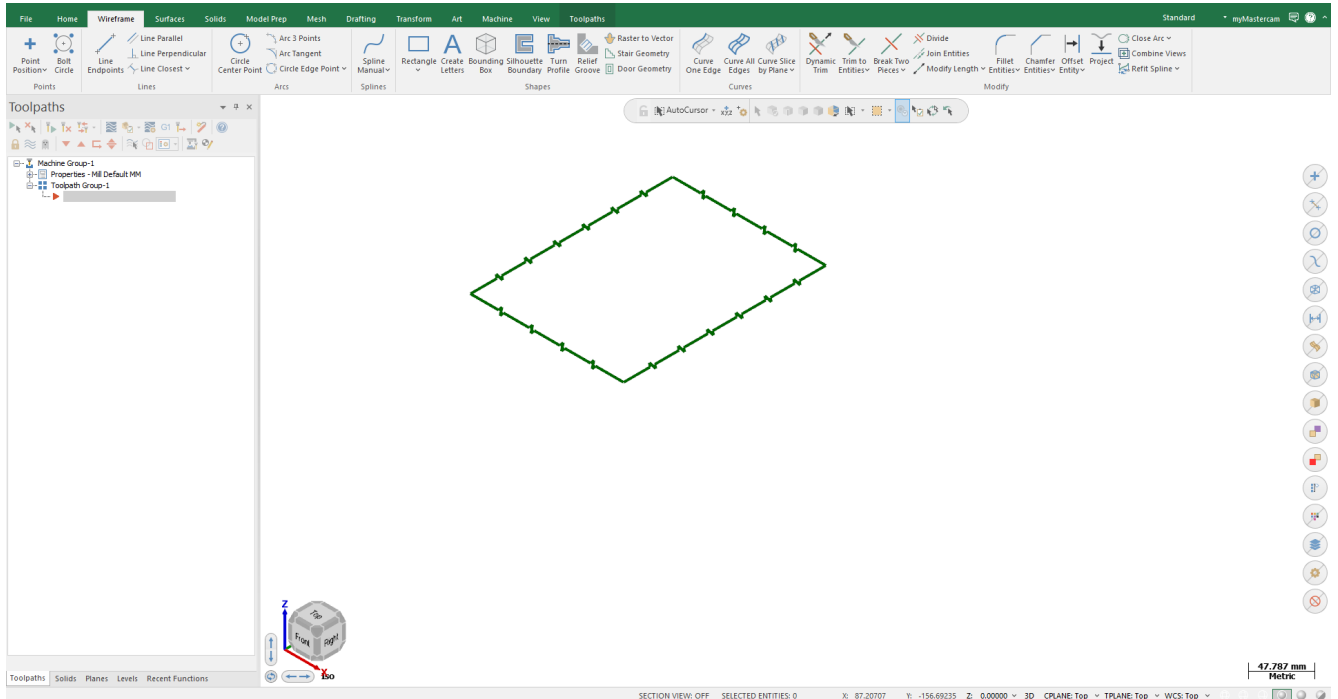 File Home Wireframe Surfaces Solids Model Prep Mesh Drafting Transform Art Machine View Toolpaths Standard myMastercam
Point Position
Bolt Circle
Points
Line Endpoints
Line Parallel
Line Perpendicular
Line Closest
Lines
Circle Center Point
Arc 3 Points
Arc Tangent
Circle Edge Point
Arcs
Spline Manual
Splines
Rectangle
Create Letters
Bounding Box
Silhouette Boundary
Turn Profile
Relief Groove
Raster to Vector
Stair Geometry
Door Geometry
Shapes
Curve One Edge
Curve All Edges
Curve Slice by Plane
Curves
Dynamic Trim
Trim to Entities
Break Two Pieces
Divide
Join Entities
Modify Length
Fillet Entities
Chamfer Entities
Offset Entity
Project
Close Arc
Combine Views
Refit Spline
Modify
Toolpaths
G1
AutoCursor
xyz
Machine Group-1
Properties - Mill Default MM
Toolpath Group-1
Z
Top
Front
Right
X
Iso
47.787 mm
Metric
Toolpaths Solids Planes Levels Recent Functions
SECTION VIEW: OFF SELECTED ENTITIES: 0 X: 87.20707 Y: -156.69235 Z: 0.00000 3D CPLANE: Top TPLANE: Top WCS: Top